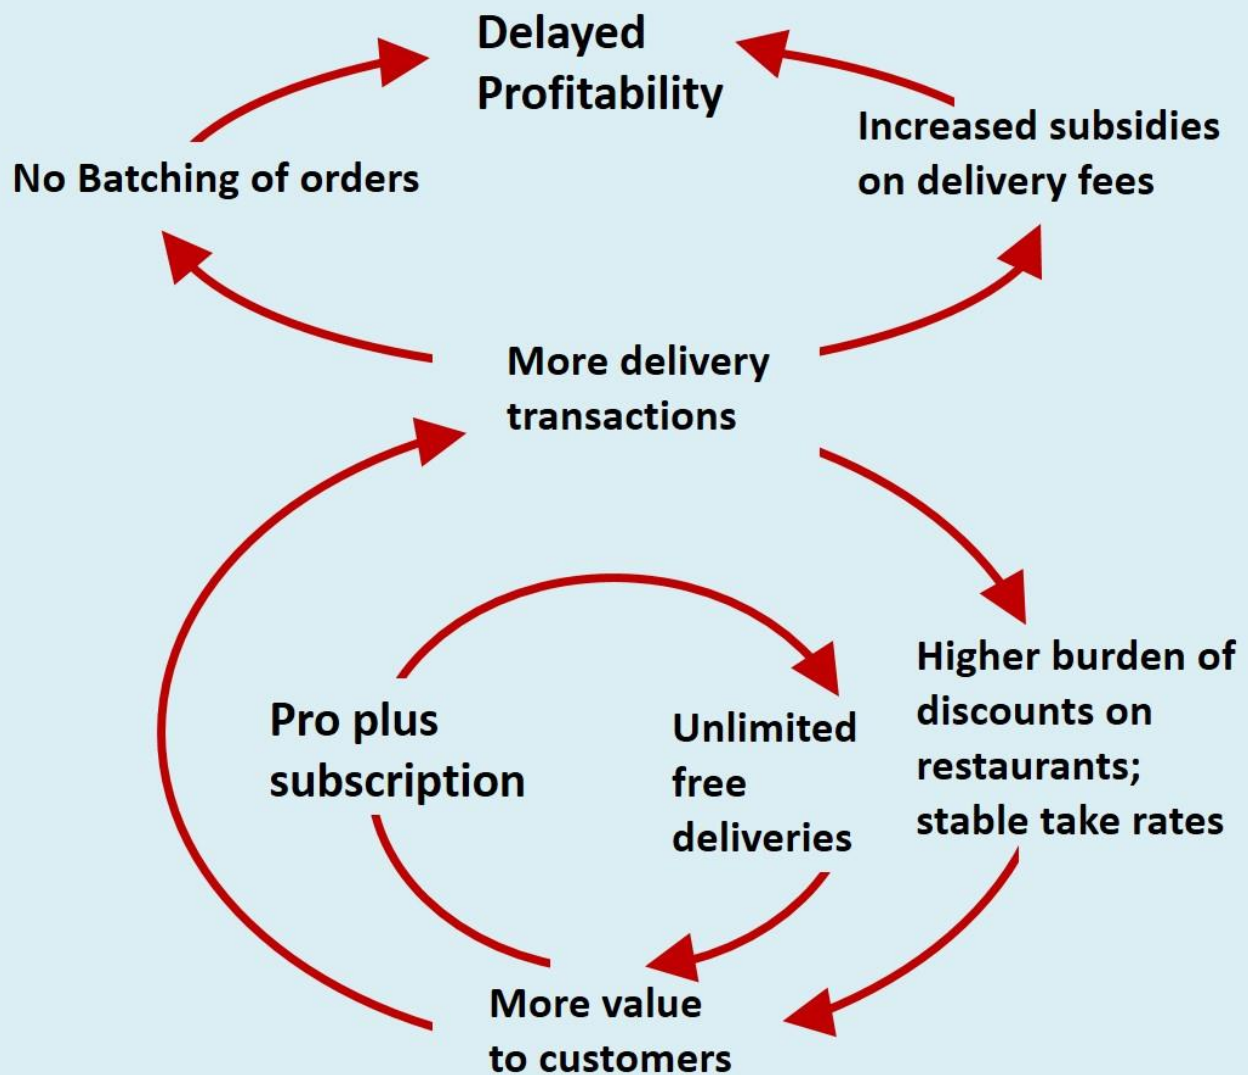 Delayed
Profitability
Increased subsidies
on delivery fees
No Batching of orders
More delivery
transactions
Higher burden of
discounts on
restaurants;
stable take rates
Pro plus
subscription
Unlimited
free
deliveries
More value
to customers